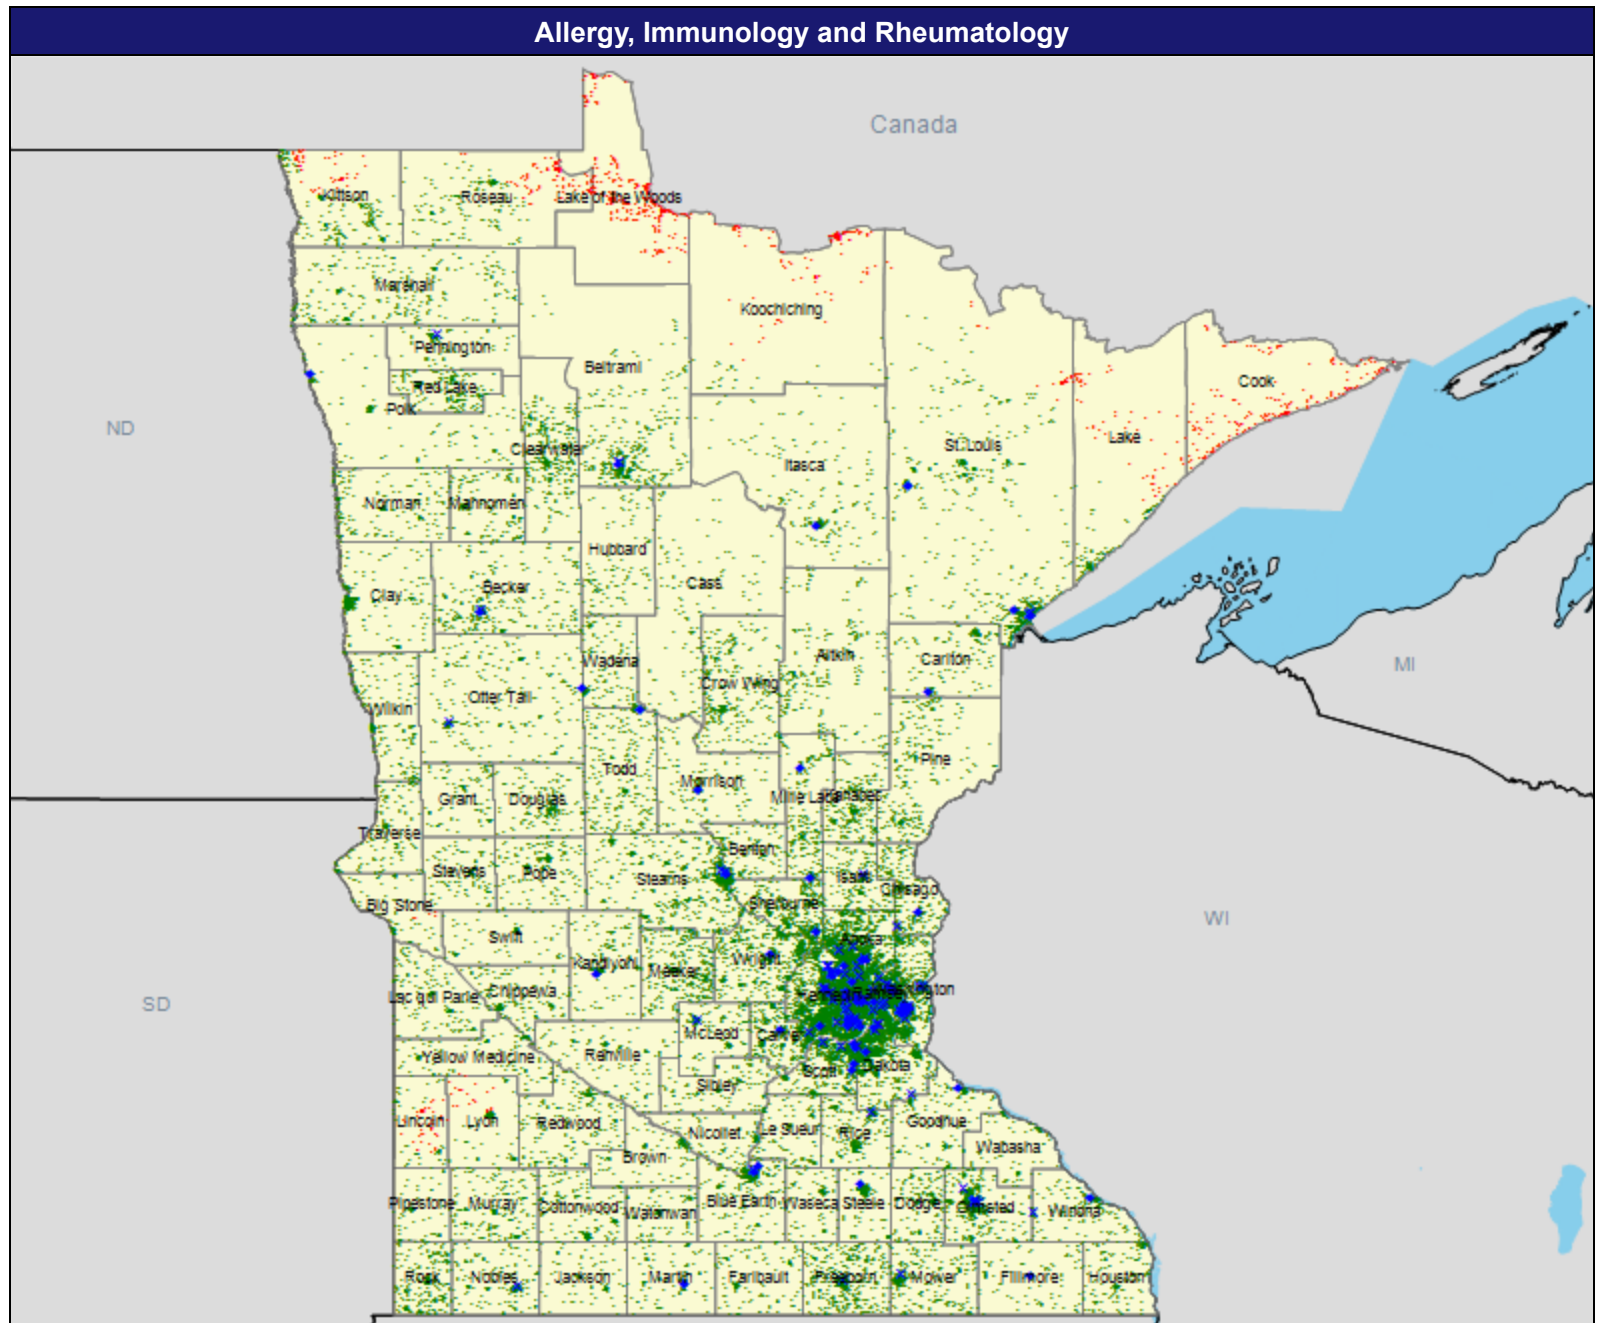 Allergy, Immunology and Rheumatology
Canada
Kittson
Roseau
Lake of the Woods
Marshall
Koochiching
Pennington
Beltrami
Red Lake
Polk
Cook
ND
Clearwater
St. Louis
Lake
Itasca
Norman
Mahnomen
Hubbard
Cass
Clay
Becker
Wadena
Aitkin
Carlton
MI
Crow Wing
Otter Tail
Wilkin
Pine
Todd
Morrison
Mille Lacs
Kanabec
Grant
Douglas
Traverse
Benton
Stevens
Pope
Stearns
Isanti
Chisago
Big Stone
Sherburne
WI
Swift
Anoka
Kandiyohi
Meeker
Wright
SD
Lac qui Parle
Chippewa
Hennepin
Ramsey
Washington
McLeod
Carver
Yellow Medicine
Renville
Scott
Dakota
Sibley
Lincoln
Lyon
Redwood
Nicollet
Le Sueur
Rice
Goodhue
Wabasha
Brown
Pipestone
Murray
Cottonwood
Watonwan
Blue Earth
Waseca
Steele
Dodge
Olmsted
Winona
Rock
Nobles
Jackson
Martin
Faribault
Freeborn
Mower
Fillmore
Houston